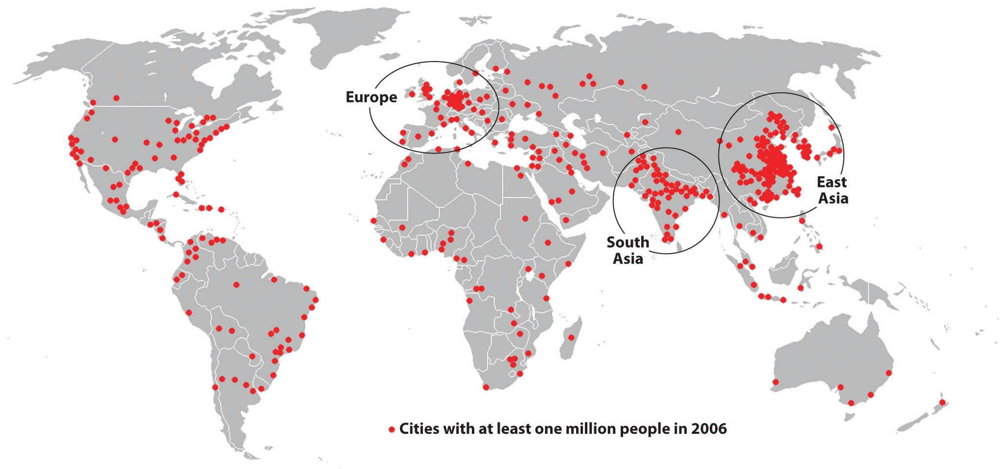 Europe
East
Asia
South
Asia
Cities with at least one million people in 2006